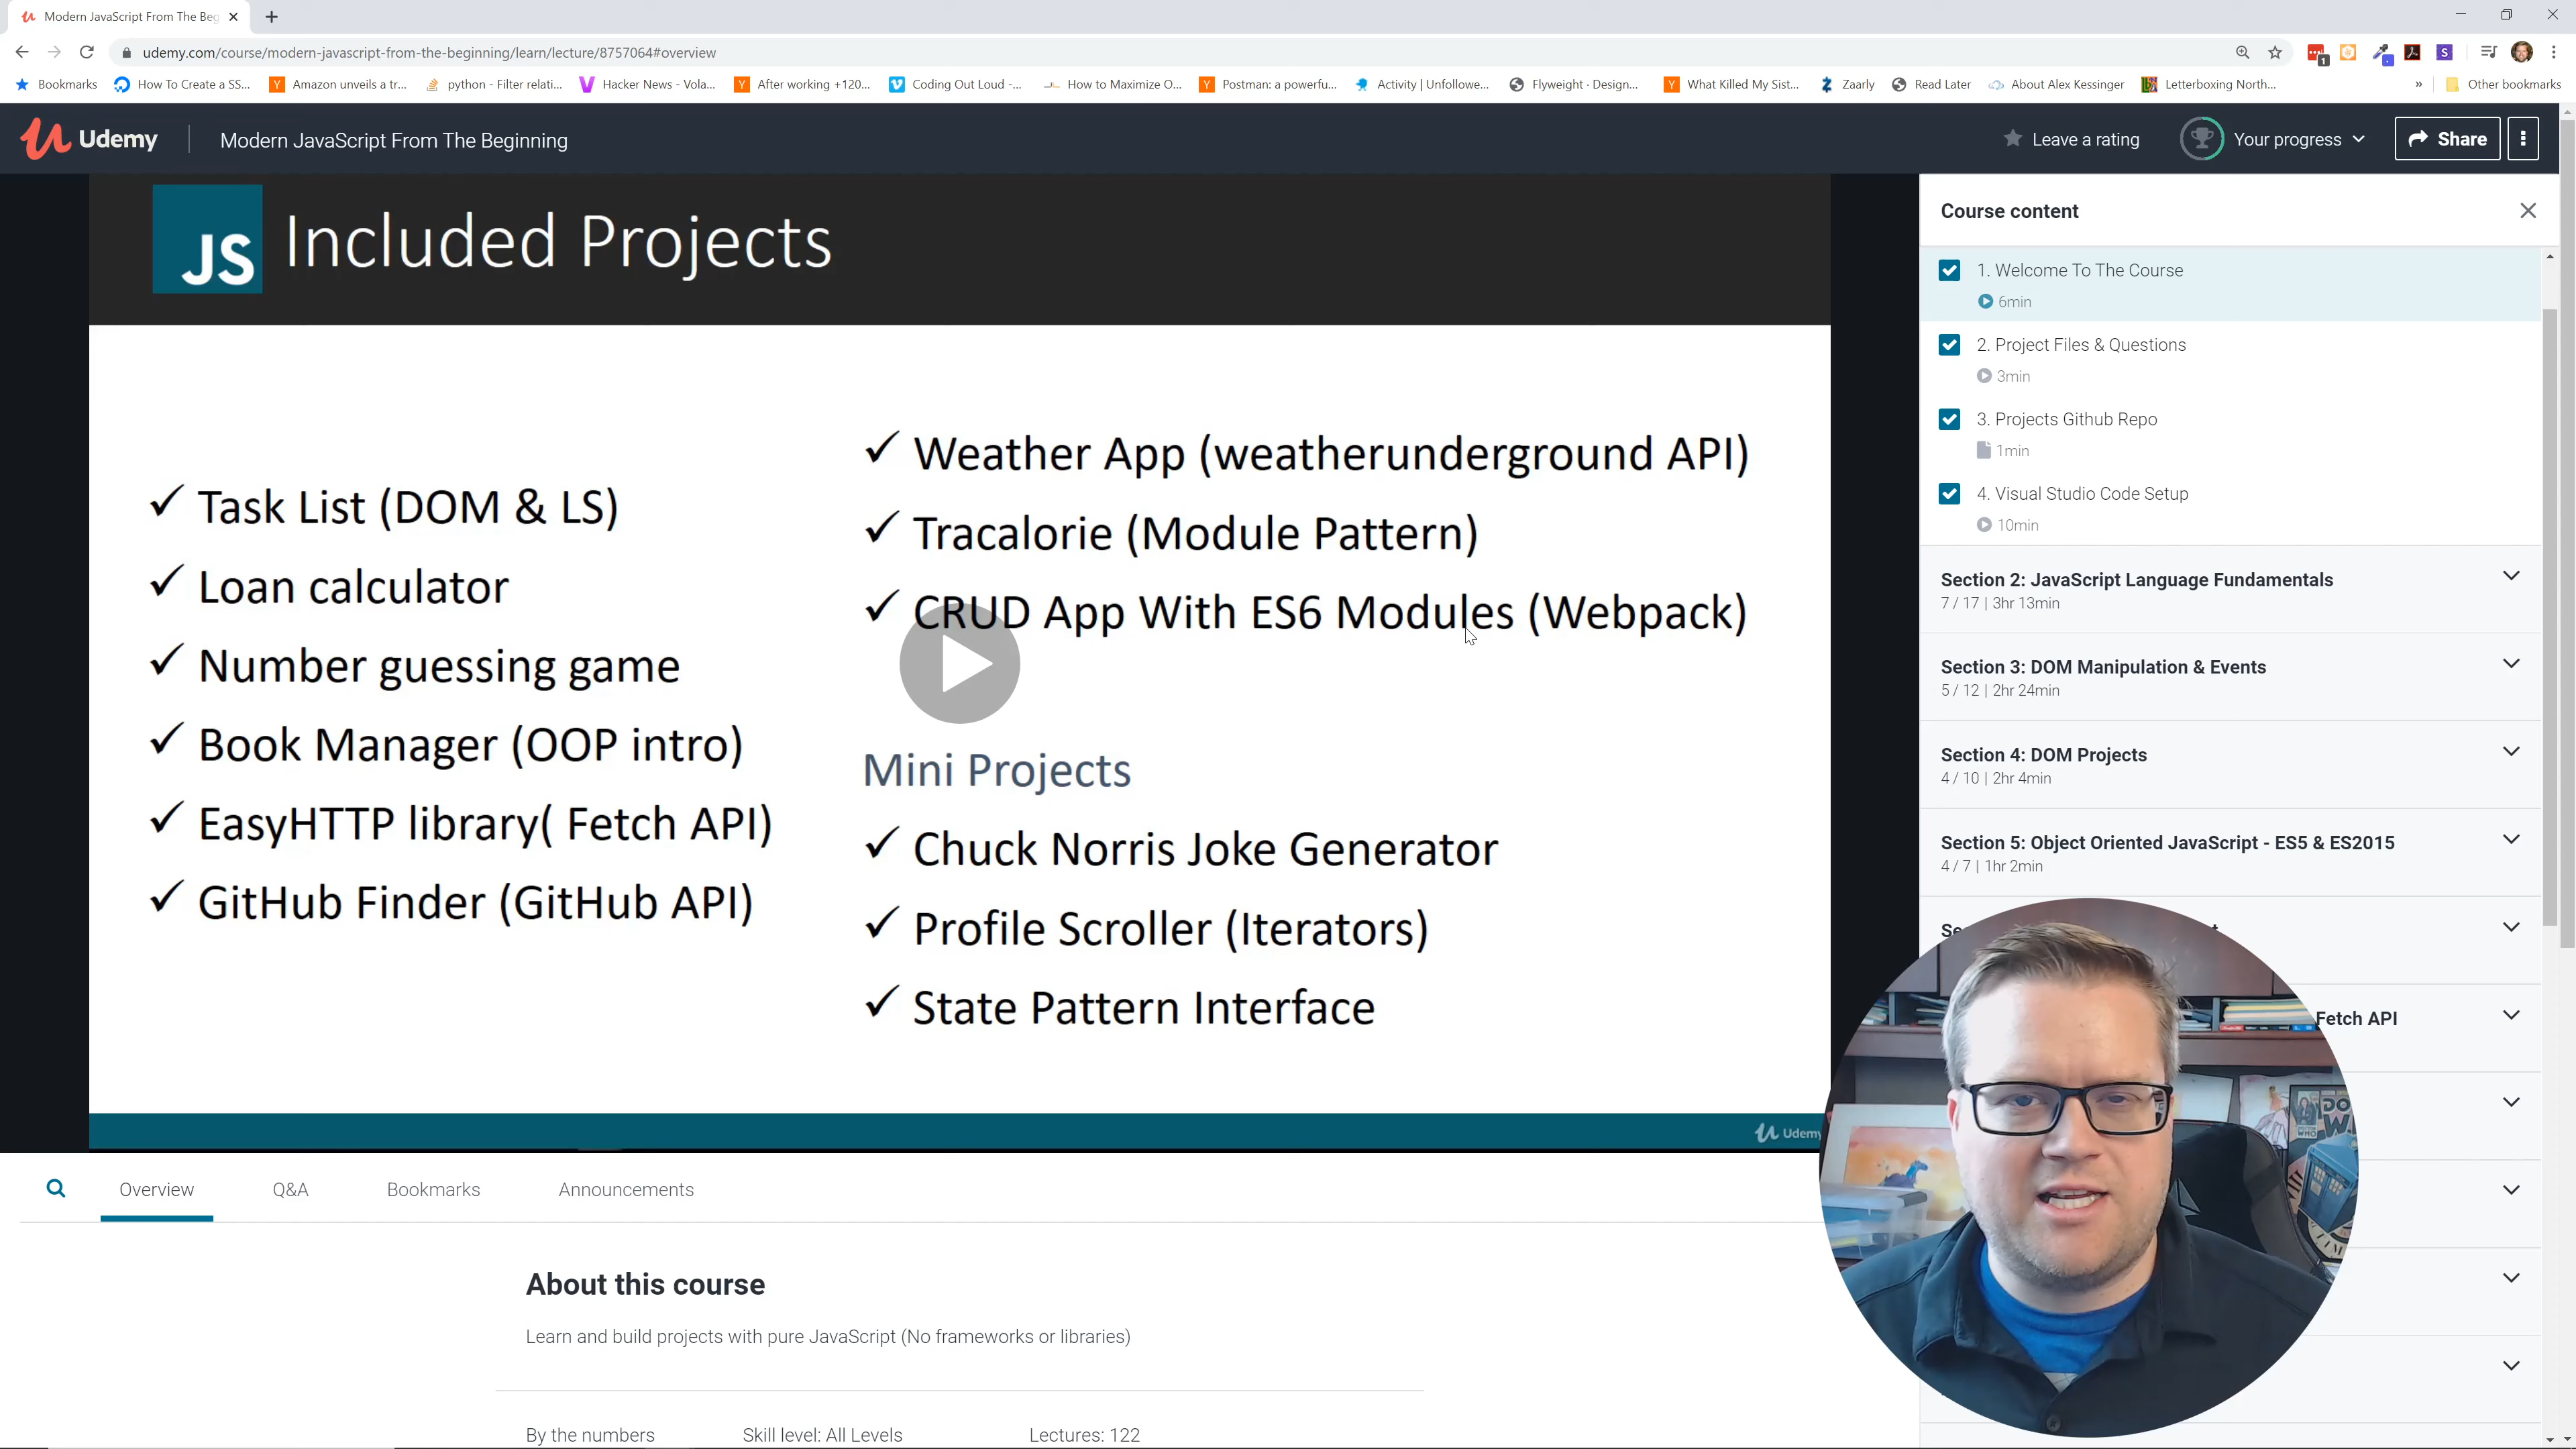 Modern JavaScript From The Beg
udemy.com/course/modern-javascript-from-the-beginning/learn/lecture/8757064#overview
1
Bookmarks
How To Create a SS...
Amazon unveils a tr...
python - Filter relati...
Hacker News - Vola...
After working +120...
Coding Out Loud -...
How to Maximize O...
Postman: a powerfu...
Activity | Unfollowe...
Flyweight · Design...
What Killed My Sist...
Zaarly
Read Later
About Alex Kessinger
Letterboxing North...
»
Other bookmarks
Udemy
Modern JavaScript From The Beginning
Leave a rating
Your progress
Share
JS Included Projects
✓ Task List (DOM & LS)
✓ Loan calculator
✓ Number guessing game
✓ Book Manager (OOP intro)
✓ EasyHTTP library( Fetch API)
✓ GitHub Finder (GitHub API)
✓ Weather App (weatherunderground API)
✓ Tracalorie (Module Pattern)
✓ CRUD App With ES6 Modules (Webpack)
Mini Projects
✓ Chuck Norris Joke Generator
✓ Profile Scroller (Iterators)
✓ State Pattern Interface
Udemy
Course content
1. Welcome To The Course
6min
2. Project Files & Questions
3min
3. Projects Github Repo
1min
4. Visual Studio Code Setup
10min
Section 2: JavaScript Language Fundamentals
7 / 17 | 3hr 13min
Section 3: DOM Manipulation & Events
5 / 12 | 2hr 24min
Section 4: DOM Projects
4 / 10 | 2hr 4min
Section 5: Object Oriented JavaScript - ES5 & ES2015
4 / 7 | 1hr 2min
Fetch API
Overview
Q&A
Bookmarks
Announcements
About this course
Learn and build projects with pure JavaScript (No frameworks or libraries)
By the numbers
Skill level: All Levels
Lectures: 122